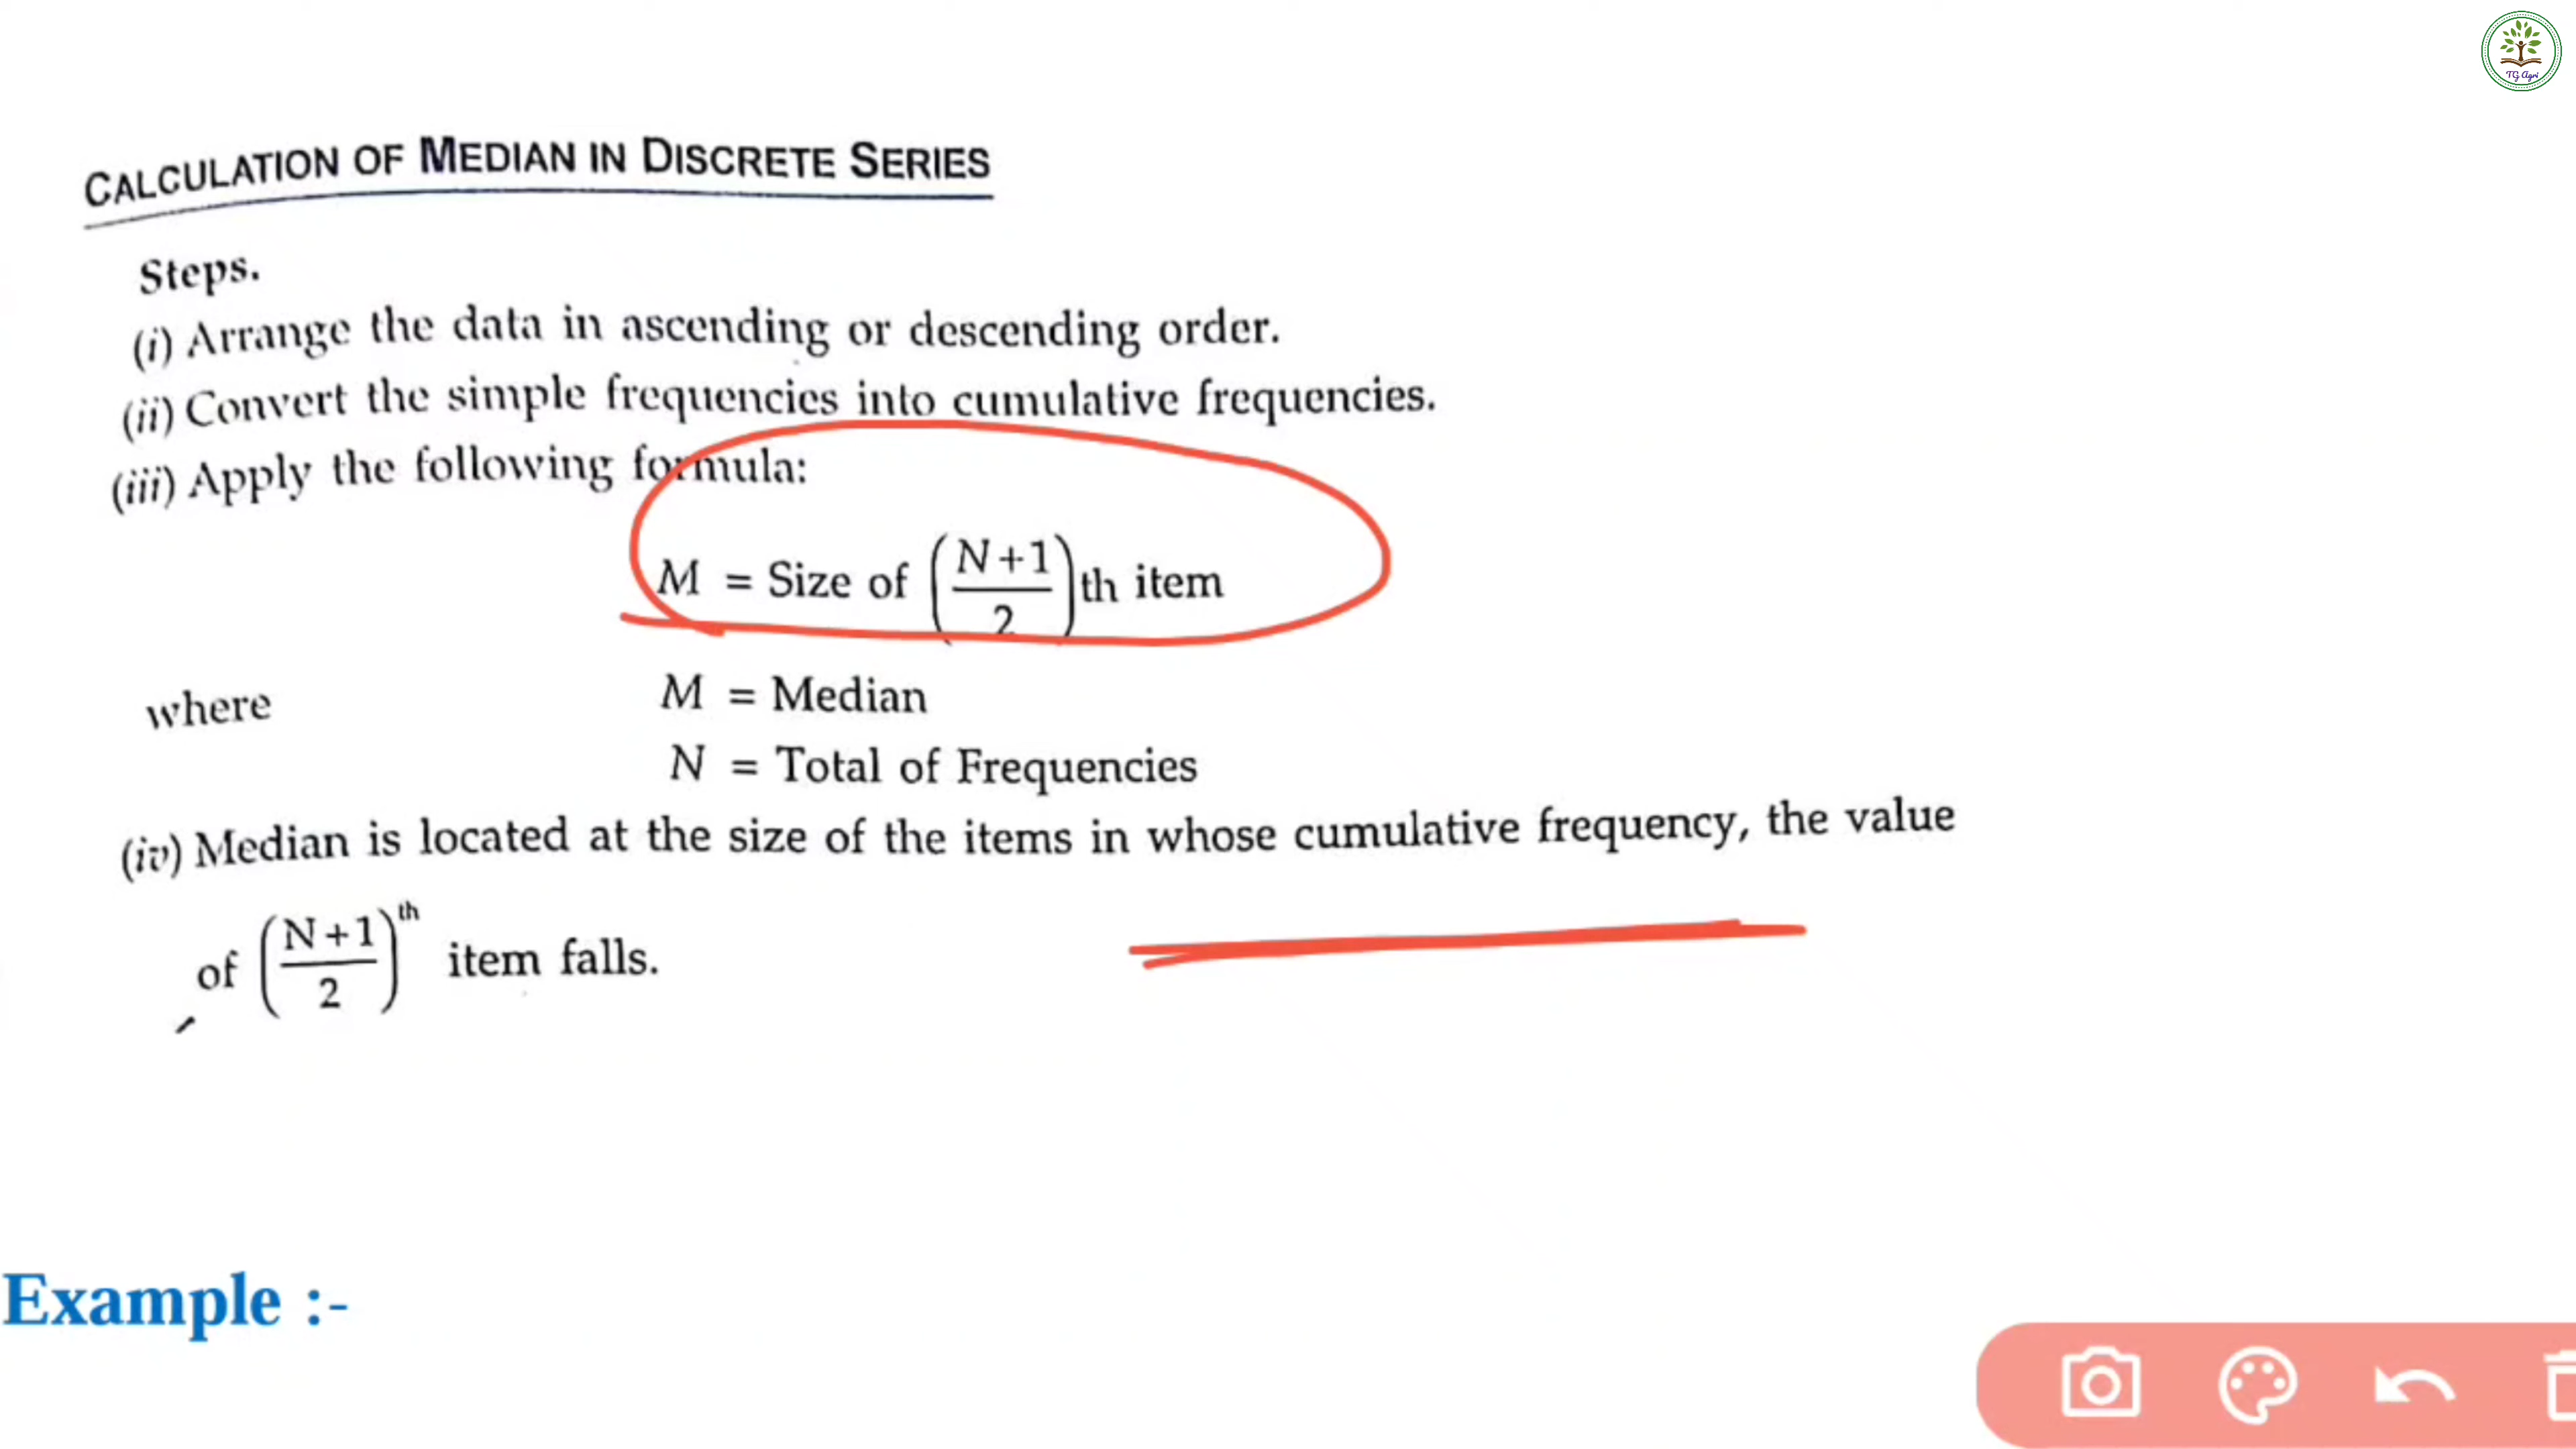 TG Agri
CALCULATION OF MEDIAN IN DISCRETE SERIES
Steps.
(i) Arrange the data in ascending or descending order.
(ii) Convert the simple frequencies into cumulative frequencies.
(iii) Apply the following formula:
M = Size of (N+1/2)th item
where M = Median
N = Total of Frequencies
(iv) Median is located at the size of the items in whose cumulative frequency, the value
of (N+1/2)th item falls.
Example :-